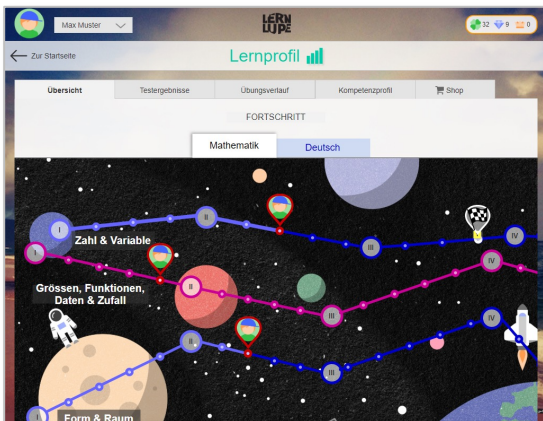 Max Muster
LERN
LUPE
32 9 0
Zur Startseite
Lernprofil
Übersicht Testergebnisse Übungsverlauf Kompetenzprofil Shop
FORTSCHRITT
Mathematik Deutsch
II
I
Zahl & Variable
III
IV
I
Grössen, Funktionen,
Daten & Zufall
II
III
IV
II
III
IV
I
Form & Raum